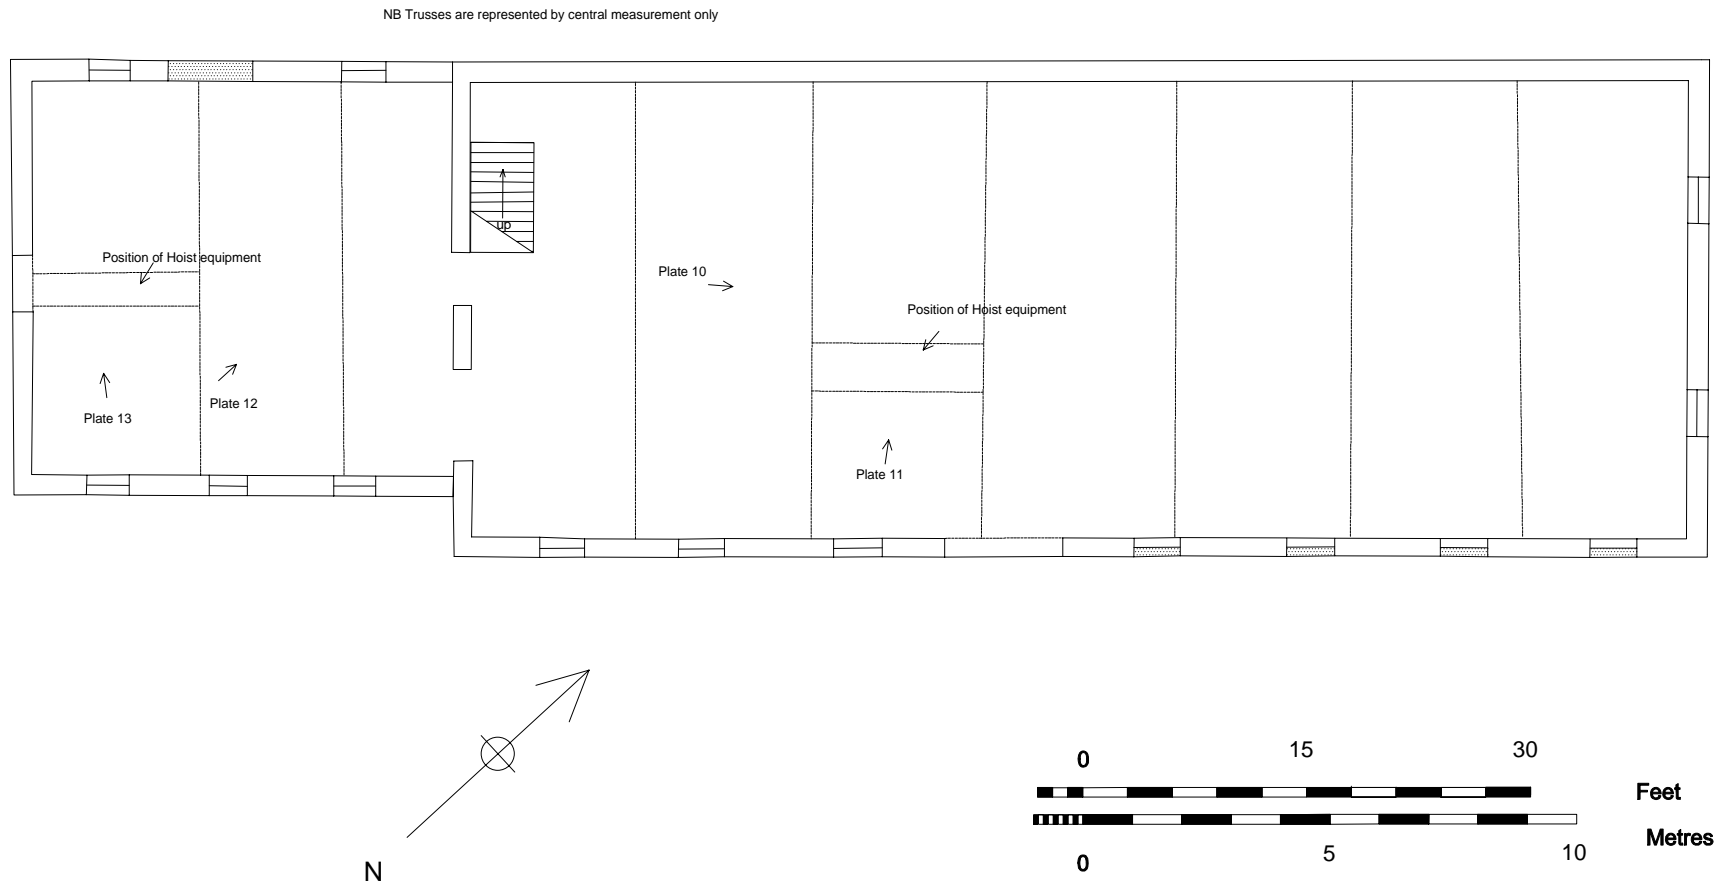 NB Trusses are represented by central measurement only
up
Position of Hoist equipment
Plate 10
Position of Hoist equipment
Plate 12
Plate 13
Plate 11
0 15 30
Feet
Metres
0 5 10
N